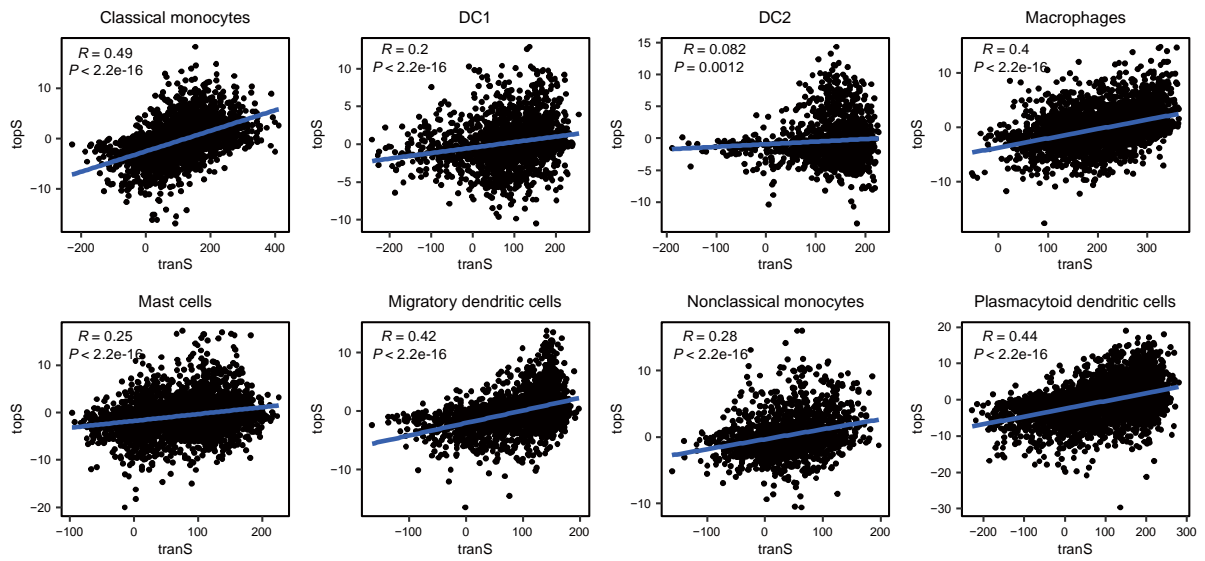 Classical monocytes
R = 0.49
P < 2.2e-16
10
0
−10
topS
−200
0
200
400
tranS
DC1
R = 0.2
P < 2.2e-16
10
5
0
−5
−10
topS
−200
−100
0
100
200
tranS
DC2
R = 0.082
P = 0.0012
15
10
5
0
−5
−10
topS
−200
−100
0
100
200
tranS
Macrophages
R = 0.4
P < 2.2e-16
10
0
−10
topS
0
100
200
300
tranS
Mast cells
R = 0.25
P < 2.2e-16
10
0
−10
−20
topS
−100
0
100
200
tranS
Migratory dendritic cells
R = 0.42
P < 2.2e-16
10
0
−10
topS
−100
0
100
200
tranS
Nonclassical monocytes
R = 0.28
P < 2.2e-16
10
0
−10
topS
−100
0
100
200
tranS
Plasmacytoid dendritic cells
R = 0.44
P < 2.2e-16
20
10
0
−10
−20
−30
topS
−200
−100
0
100
200
300
tranS